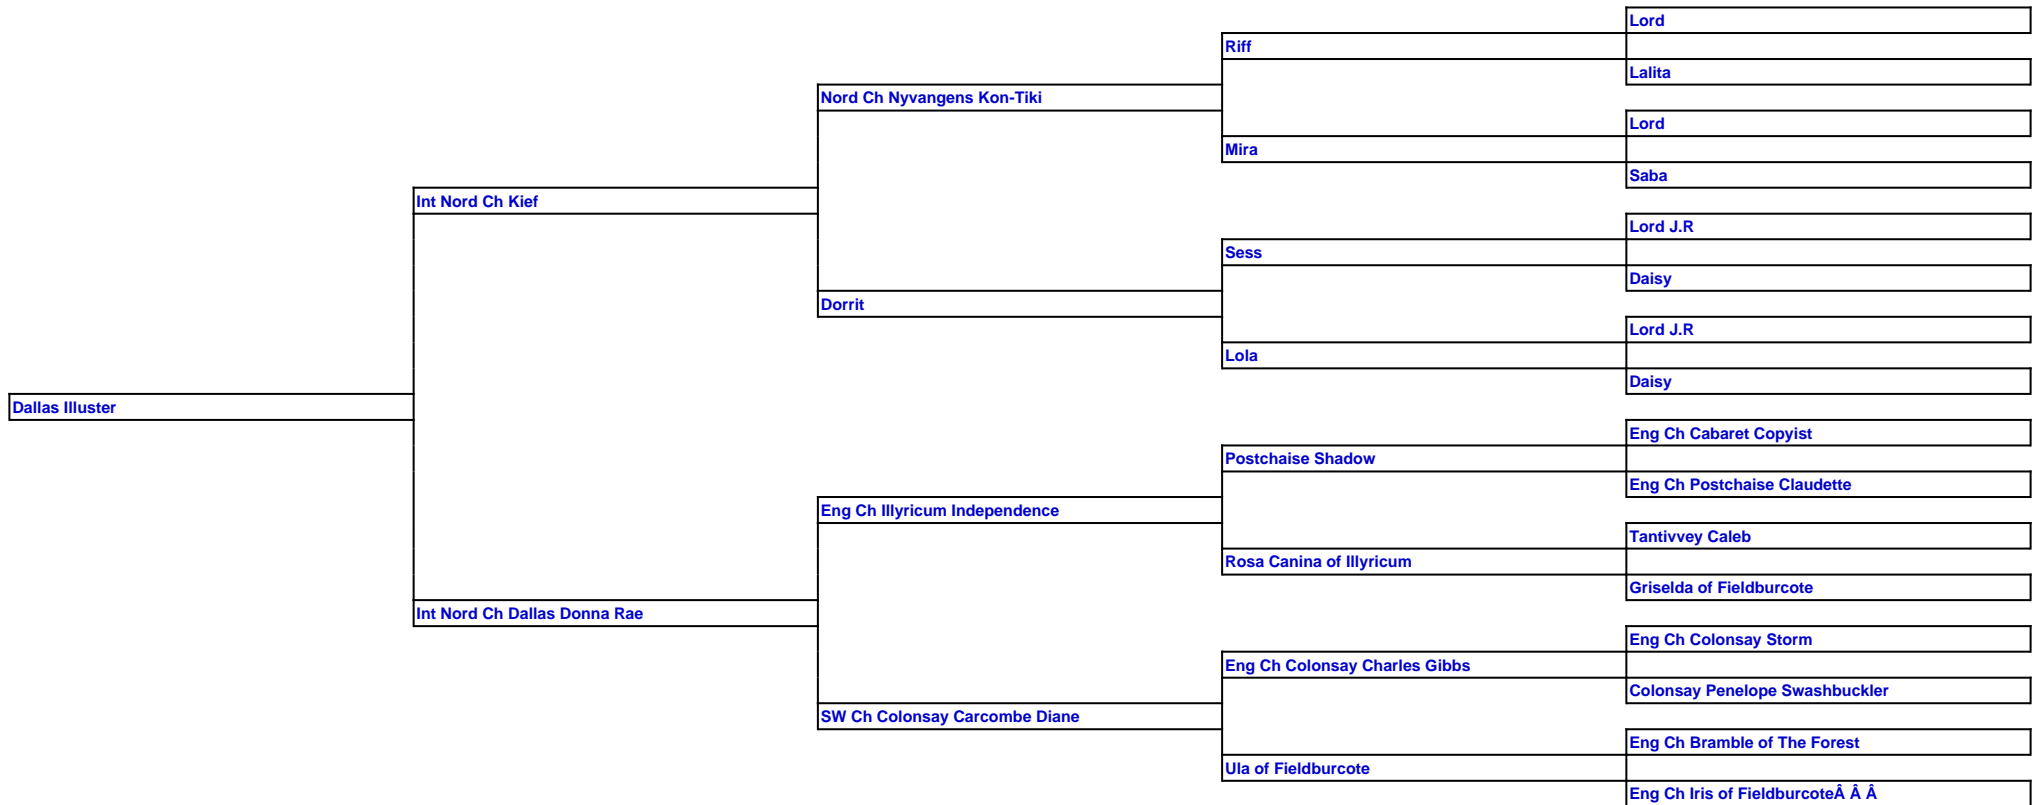 Lord
Riff
Lalita
Nord Ch Nyvangens Kon-Tiki
Lord
Mira
Saba
Int Nord Ch Kief
Lord J.R
Sess
Daisy
Dorrit
Lord J.R
Lola
Daisy
Dallas Illuster
Eng Ch Cabaret Copyist
Postchaise Shadow
Eng Ch Postchaise Claudette
Eng Ch Illyricum Independence
Tantivvey Caleb
Rosa Canina of Illyricum
Griselda of Fieldburcote
Int Nord Ch Dallas Donna Rae
Eng Ch Colonsay Storm
Eng Ch Colonsay Charles Gibbs
Colonsay Penelope Swashbuckler
SW Ch Colonsay Carcombe Diane
Eng Ch Bramble of The Forest
Ula of Fieldburcote
Eng Ch Iris of FieldburcoteÂ Â Â